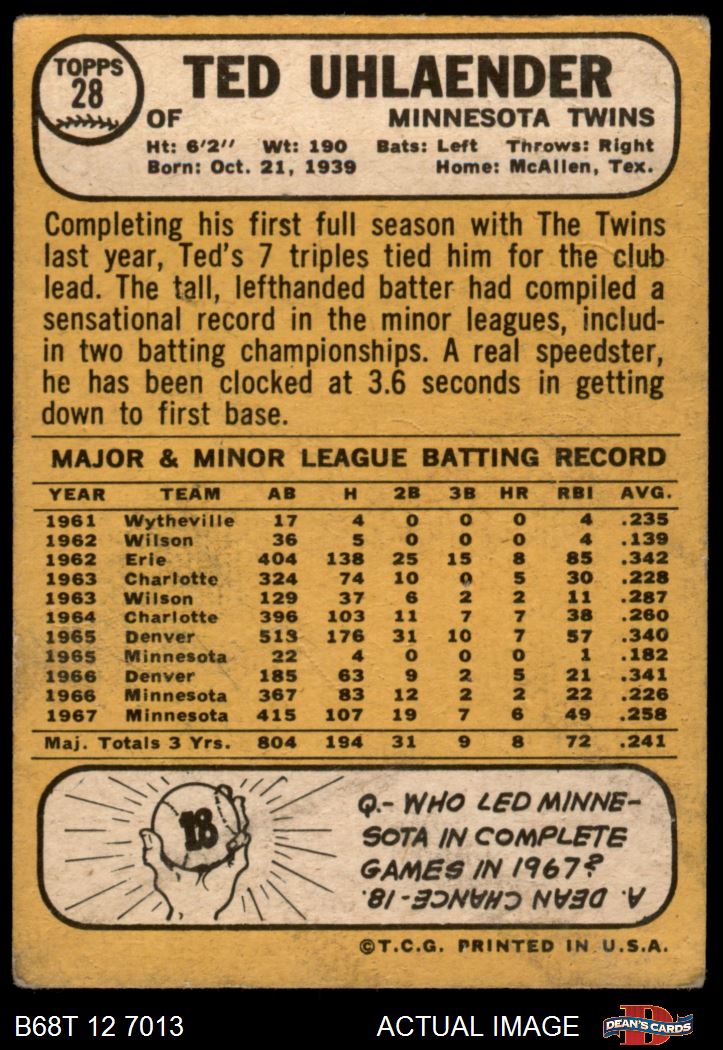 TOPPS
28
TED UHLAENDER
OF MINNESOTA TWINS
Ht: 6'2'' Wt: 190 Bats: Left Throws: Right
Born: Oct. 21, 1939 Home: McAllen, Tex.
Completing his first full season with The Twins
last year, Ted's 7 triples tied him for the club
lead. The tall, lefthanded batter had compiled a
sensational record in the minor leagues, includ-
in two batting championships. A real speedster,
he has been clocked at 3.6 seconds in getting
down to first base.
MAJOR & MINOR LEAGUE BATTING RECORD
YEAR TEAM AB H 2B 3B HR RBI AVG.
1961 Wytheville 17 4 0 0 0 4 .235
1962 Wilson 36 5 0 0 0 4 .139
1962 Erie 404 138 25 15 8 85 .342
1963 Charlotte 324 74 10 0 5 30 .228
1963 Wilson 129 37 6 2 2 11 .287
1964 Charlotte 396 103 11 7 7 38 .260
1965 Denver 513 176 31 10 7 57 .340
1965 Minnesota 22 4 0 0 0 1 .182
1966 Denver 185 63 9 2 5 21 .341
1966 Minnesota 367 83 12 2 2 22 .226
1967 Minnesota 415 107 19 7 6 49 .258
Maj. Totals 3 Yrs. 804 194 31 9 8 72 .241
18
Q.- WHO LED MINNE-
SOTA IN COMPLETE
GAMES IN 1967?
A. DEAN CHANCE-18.
©T.C.G. PRINTED IN U.S.A.
B68T 12 7013
ACTUAL IMAGE
D
DEAN'S CARDS